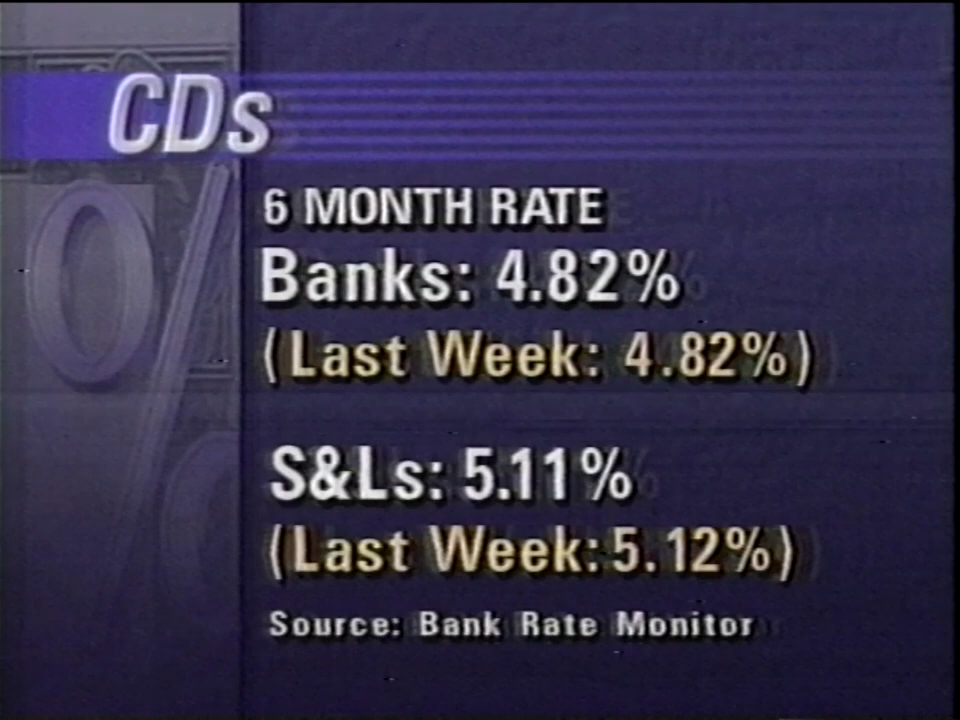 CDs
6 MONTH RATE
Banks: 4.82%
(Last Week: 4.82%)
S&Ls: 5.11%
(Last Week: 5.12%)
Source: Bank Rate Monitor